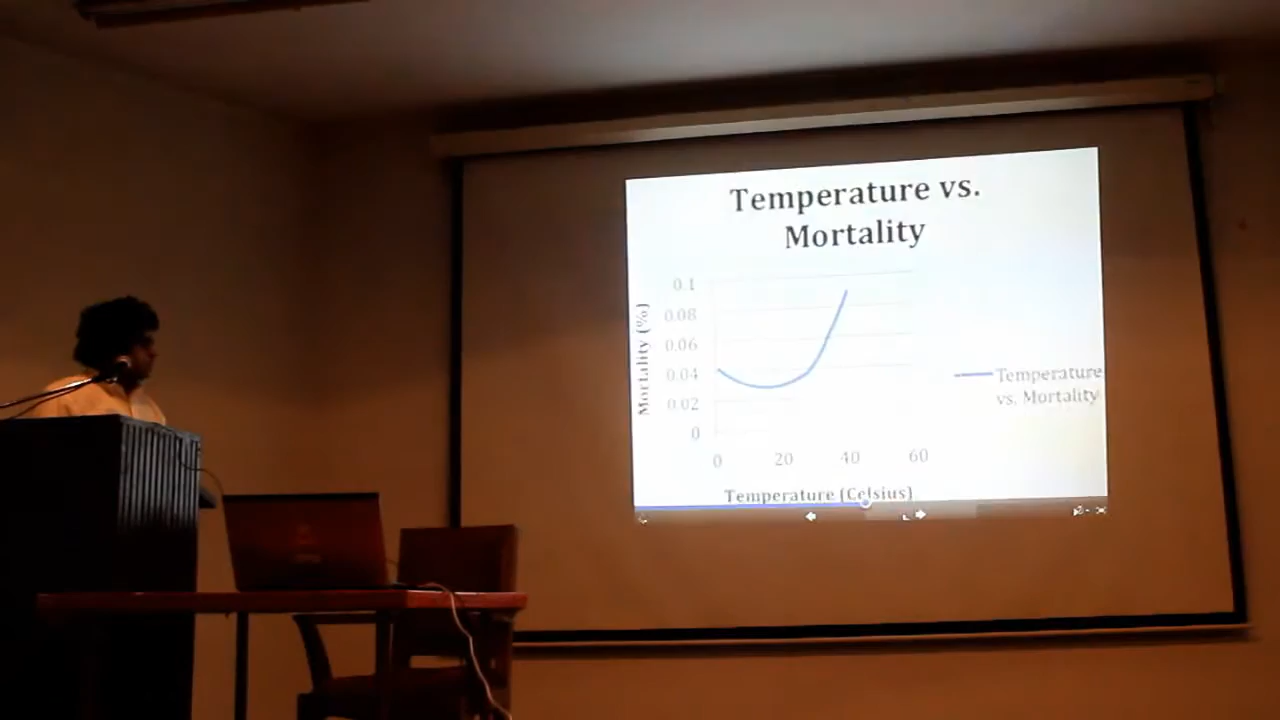 Temperature vs.
Mortality
0.1
0.08
0.06
0.04
0.02
0
Mortality (%)
0 20 40 60
Temperature (Celsius)
Temperature
vs. Mortality